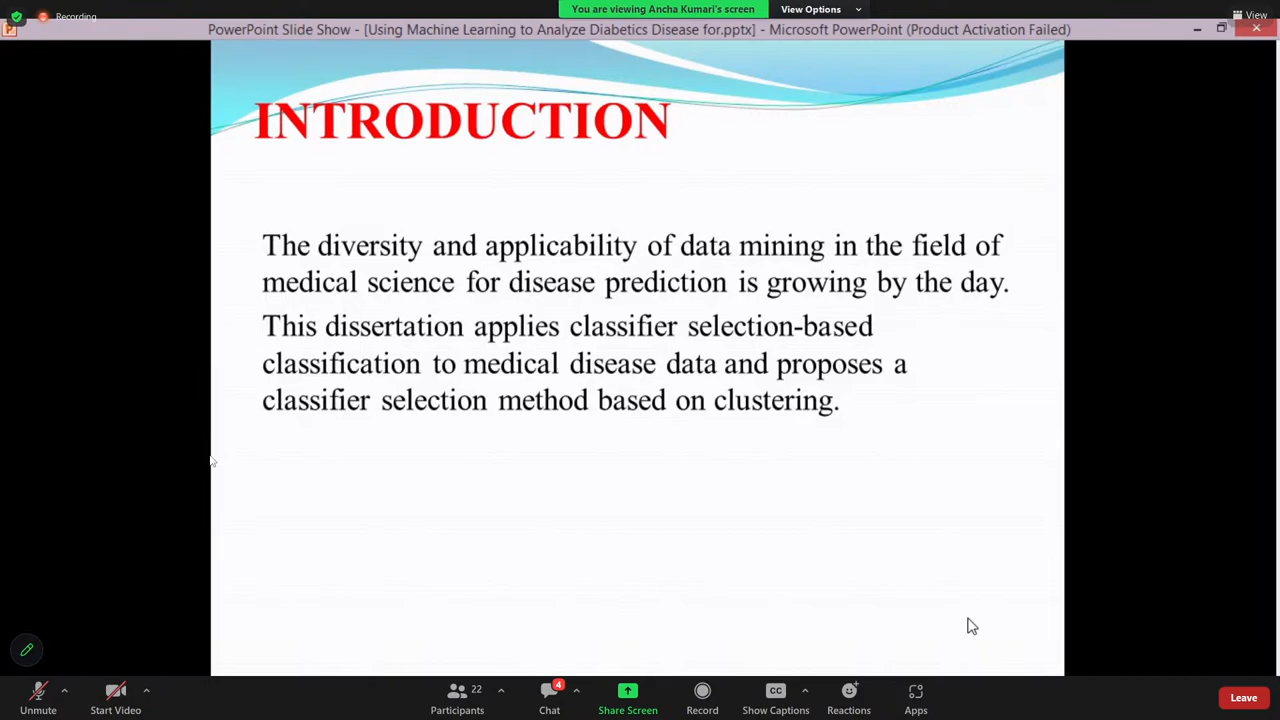 Recording
You are viewing Ancha Kumari's screen
View Options
View
PowerPoint Slide Show - [Using Machine Learning to Analyze Diabetics Disease for.pptx] - Microsoft PowerPoint (Product Activation Failed)
INTRODUCTION
The diversity and applicability of data mining in the field of
medical science for disease prediction is growing by the day.
This dissertation applies classifier selection-based
classification to medical disease data and proposes a
classifier selection method based on clustering.
22
4
CC
Unmute
Start Video
Participants
Chat
Share Screen
Record
Show Captions
Reactions
Apps
Leave